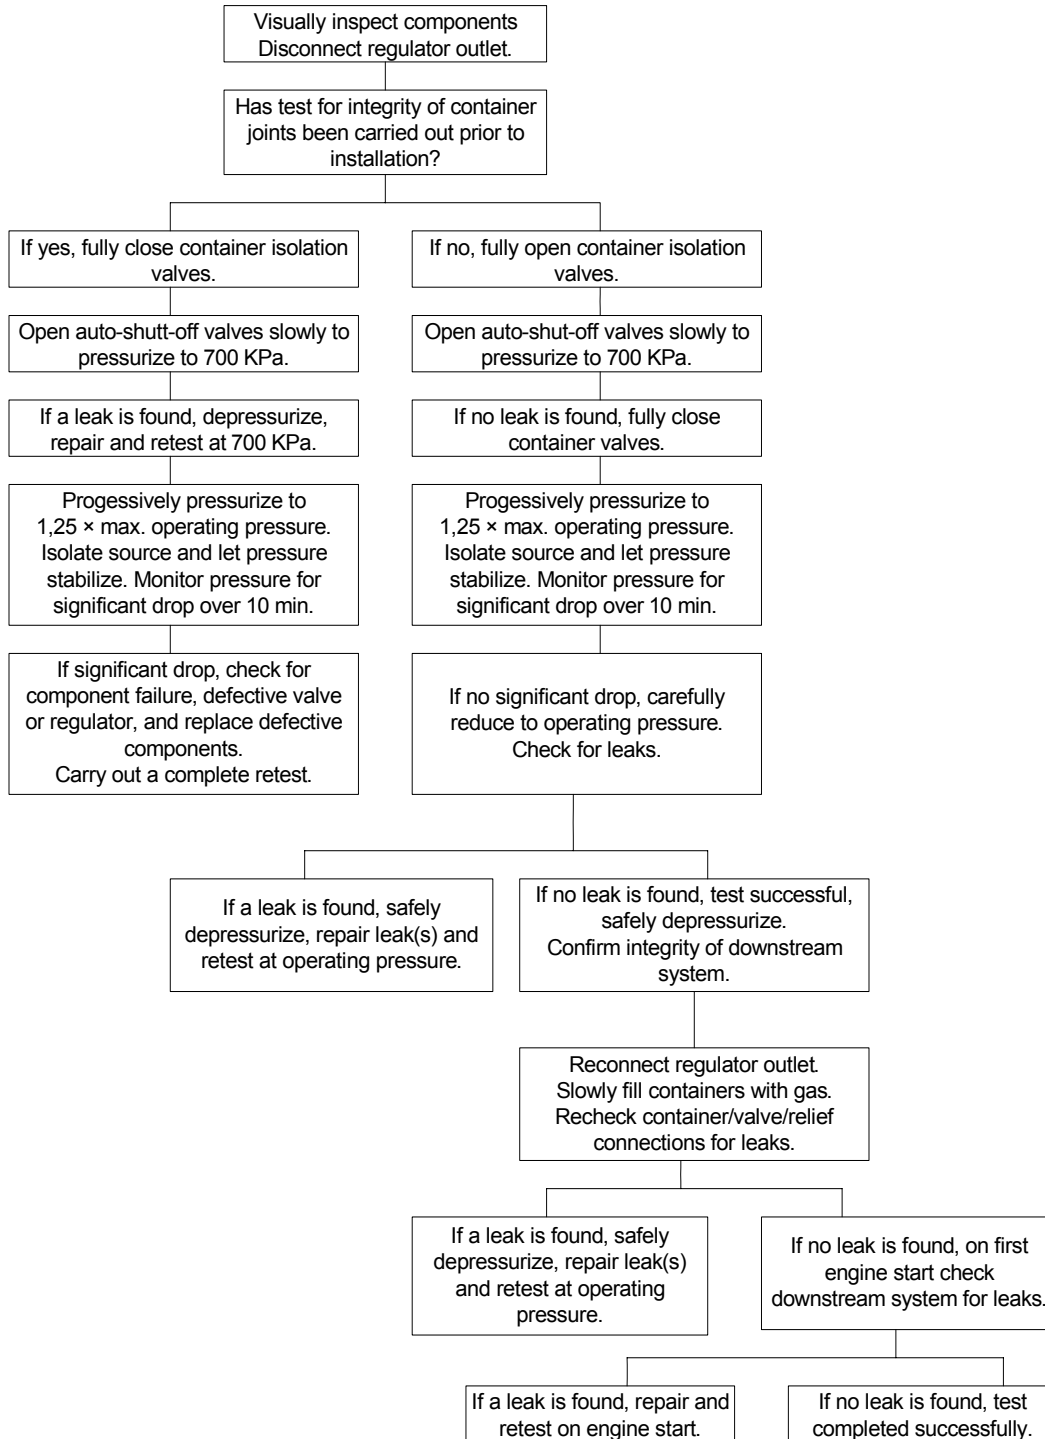 Visually inspect components
Disconnect regulator outlet.
Has test for integrity of container
joints been carried out prior to
installation?
If yes, fully close container isolation
valves.
If no, fully open container isolation
valves.
Open auto-shutt-off valves slowly to
pressurize to 700 KPa.
Open auto-shut-off valves slowly to
pressurize to 700 KPa.
If a leak is found, depressurize,
repair and retest at 700 KPa.
If no leak is found, fully close
container valves.
Progessively pressurize to
1,25 × max. operating pressure.
Isolate source and let pressure
stabilize. Monitor pressure for
significant drop over 10 min.
Progessively pressurize to
1,25 × max. operating pressure.
Isolate source and let pressure
stabilize. Monitor pressure for
significant drop over 10 min.
If significant drop, check for
component failure, defective valve
or regulator, and replace defective
components.
Carry out a complete retest.
If no significant drop, carefully
reduce to operating pressure.
Check for leaks.
If a leak is found, safely
depressurize, repair leak(s) and
retest at operating pressure.
If no leak is found, test successful,
safely depressurize.
Confirm integrity of downstream
system.
Reconnect regulator outlet.
Slowly fill containers with gas.
Recheck container/valve/relief
connections for leaks.
If a leak is found, safely
depressurize, repair leak(s)
and retest at operating
pressure.
If no leak is found, on first
engine start check
downstream system for leaks.
If a leak is found, repair and
retest on engine start.
If no leak is found, test
completed successfully.